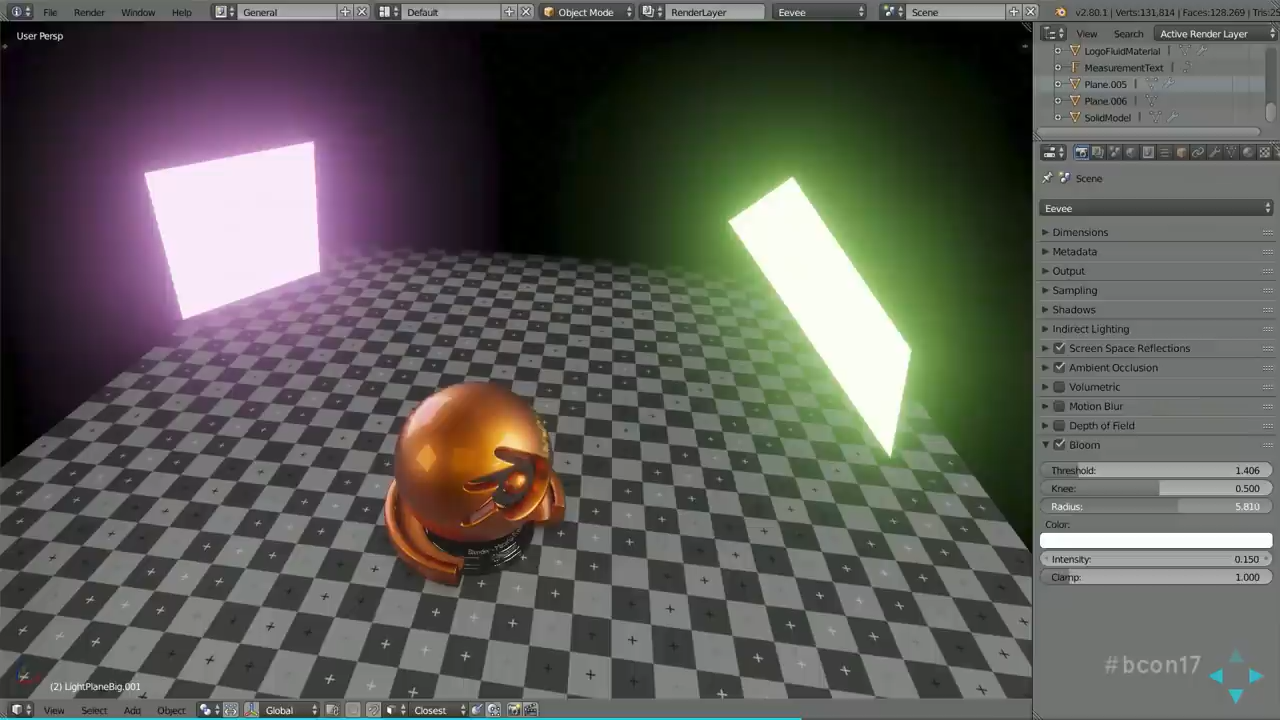 File Render Window Help General Default Object Mode RenderLayer Eevee Scene v2.80.1 | Verts:131,814 | Faces:128,269 | Tris:25
User Persp
View Search Active Render Layer
LogoFluidMaterial
MeasurementText
Plane.005
Plane.006
SolidModel
Scene
Eevee
Dimensions
Metadata
Output
Sampling
Shadows
Indirect Lighting
Screen Space Reflections
Ambient Occlusion
Volumetric
Motion Blur
Depth of Field
Bloom
Threshold: 1.406
Knee: 0.500
Radius: 5.810
Color:
Intensity: 0.150
Clamp: 1.000
#bcon17
(2) LightPlaneBig.001
View Select Add Object Global Closest